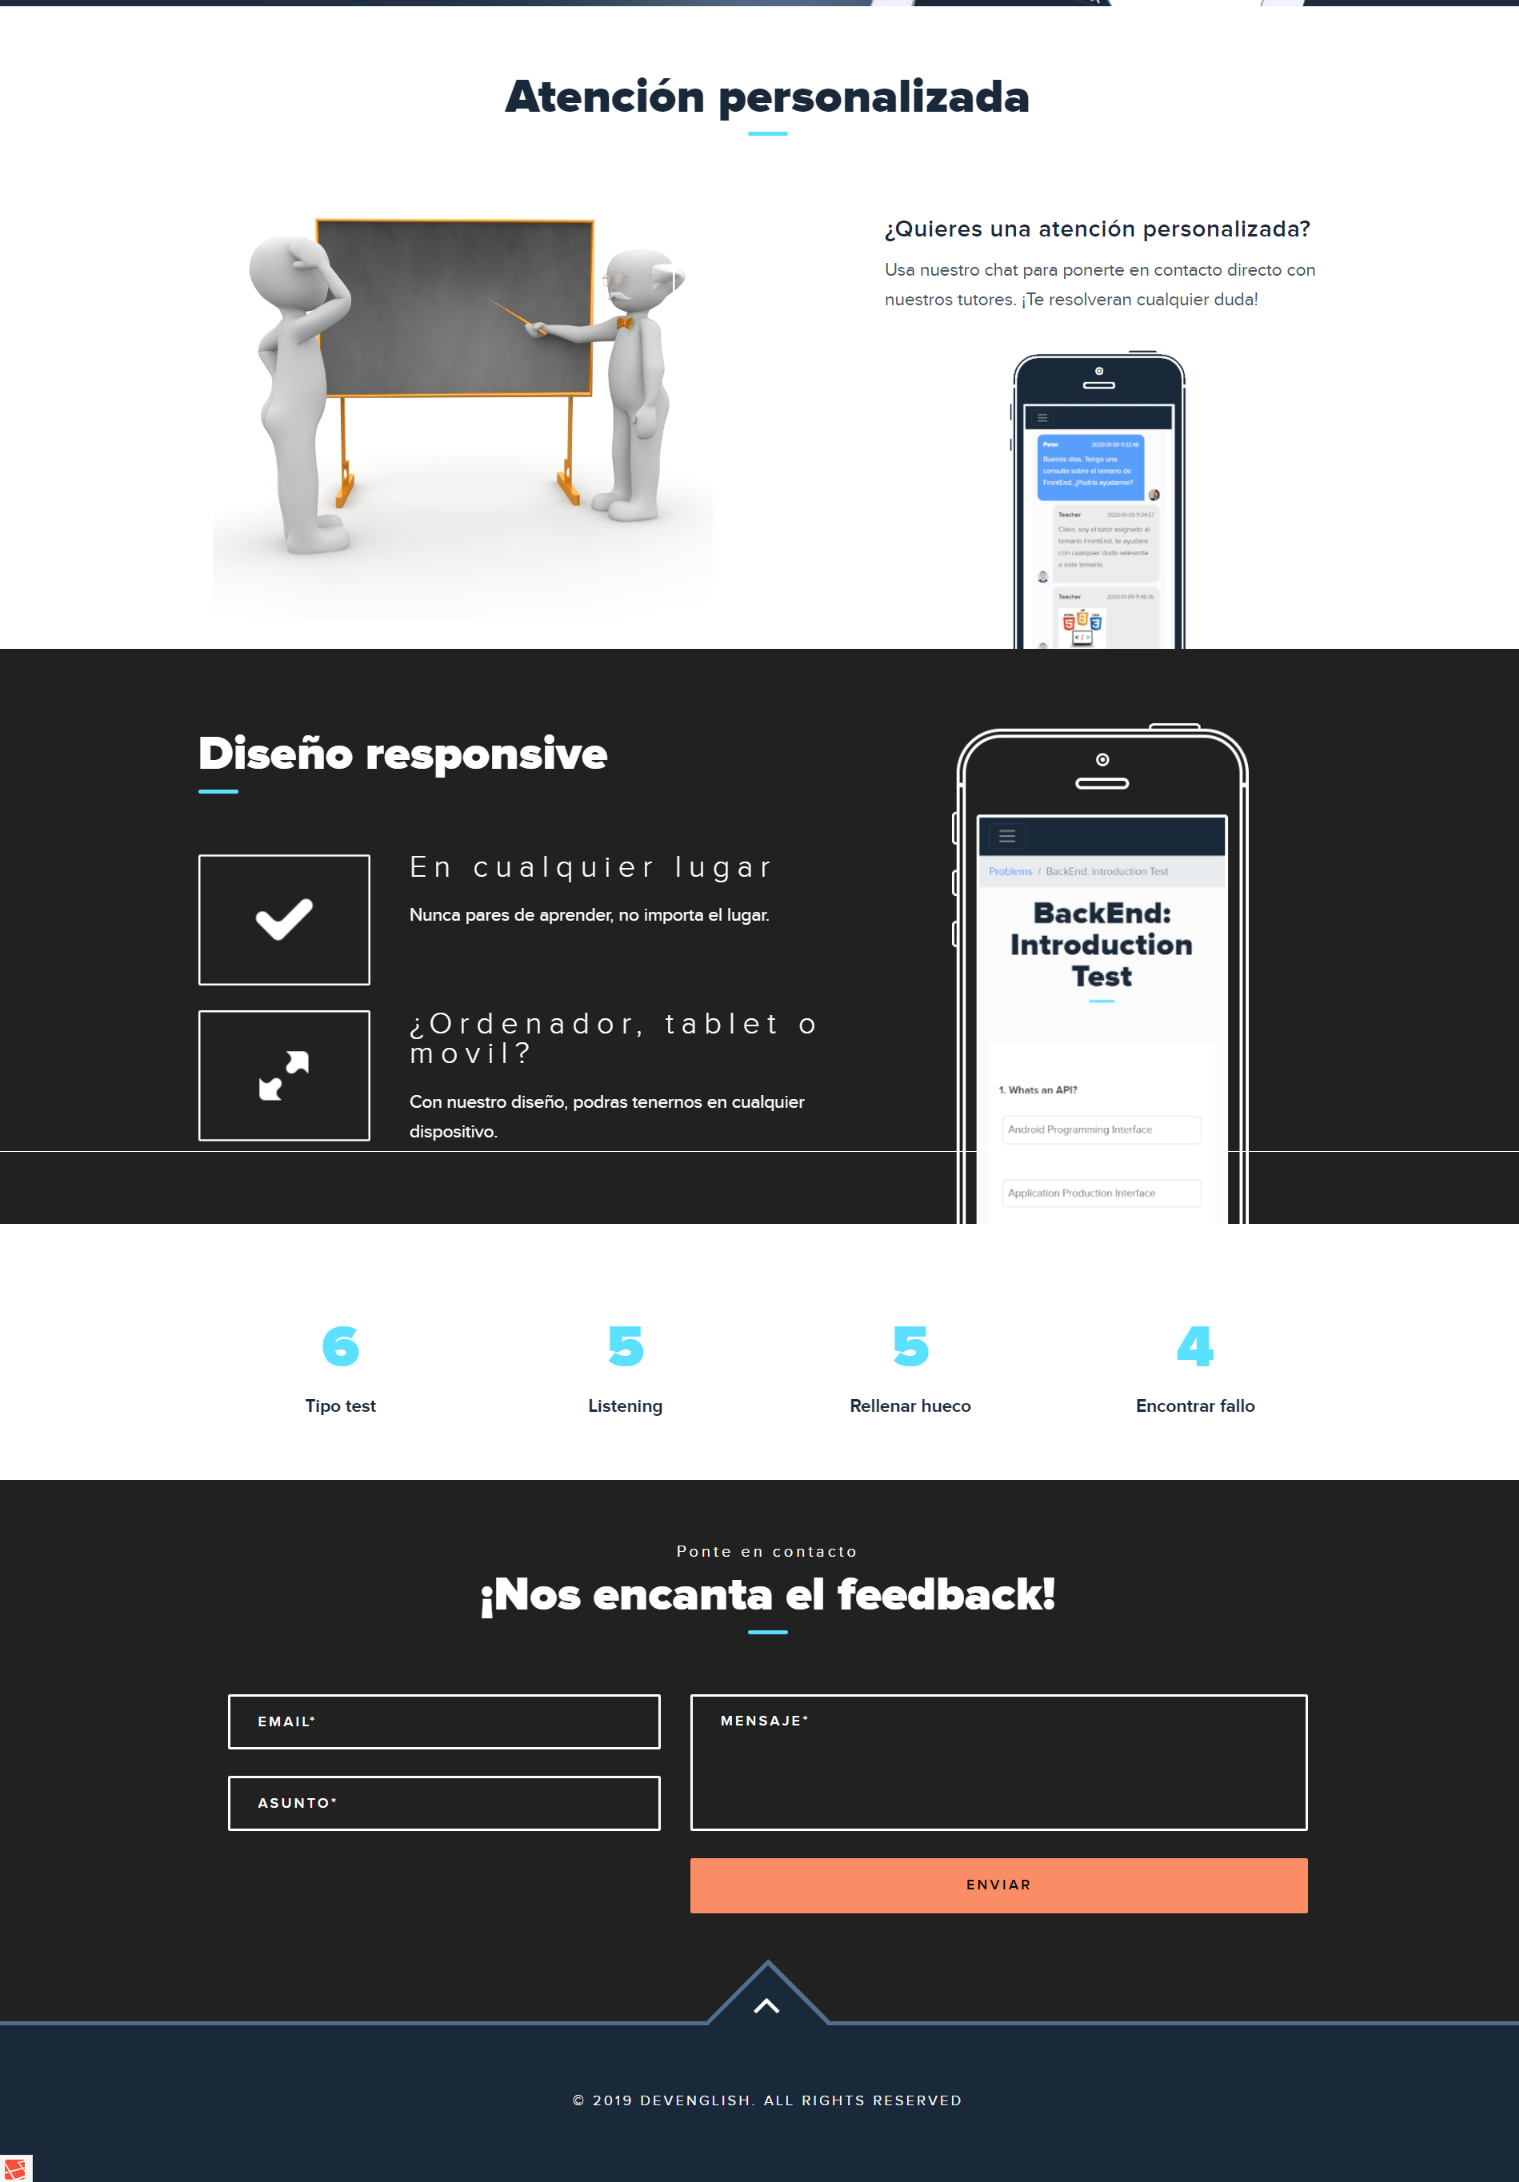 Atención personalizada
¿Quieres una atención personalizada?
Usa nuestro chat para ponerte en contacto directo con
nuestros tutores. ¡Te resolveran cualquier duda!
Peter 2020-01-09 11:32:18
Buenos dias, Tengo una
consulta sobre el temario de
FrontEnd. ¿Podria ayudarme?
Teacher 2020-01-09 11:34:57
Claro, soy el tutor asignado al
temario FrontEnd, te ayudare
con cualquier duda relevante
a este temario.
Teacher 2020-01-09 11:46:35
HTML CSS
5 3
</>
Diseño responsive
En cualquier lugar
Nunca pares de aprender, no importa el lugar.
¿Ordenador, tablet o
movil?
Con nuestro diseño, podras tenernos en cualquier
dispositivo.
Problems / BackEnd: Introduction Test
BackEnd:
Introduction
Test
1. Whats an API?
Android Programming Interface
Application Production Interface
6 5 5 4
Tipo test Listening Rellenar hueco Encontrar fallo
Ponte en contacto
¡Nos encanta el feedback!
EMAIL*
ASUNTO*
MENSAJE*
ENVIAR
© 2019 DEVENGLISH. ALL RIGHTS RESERVED